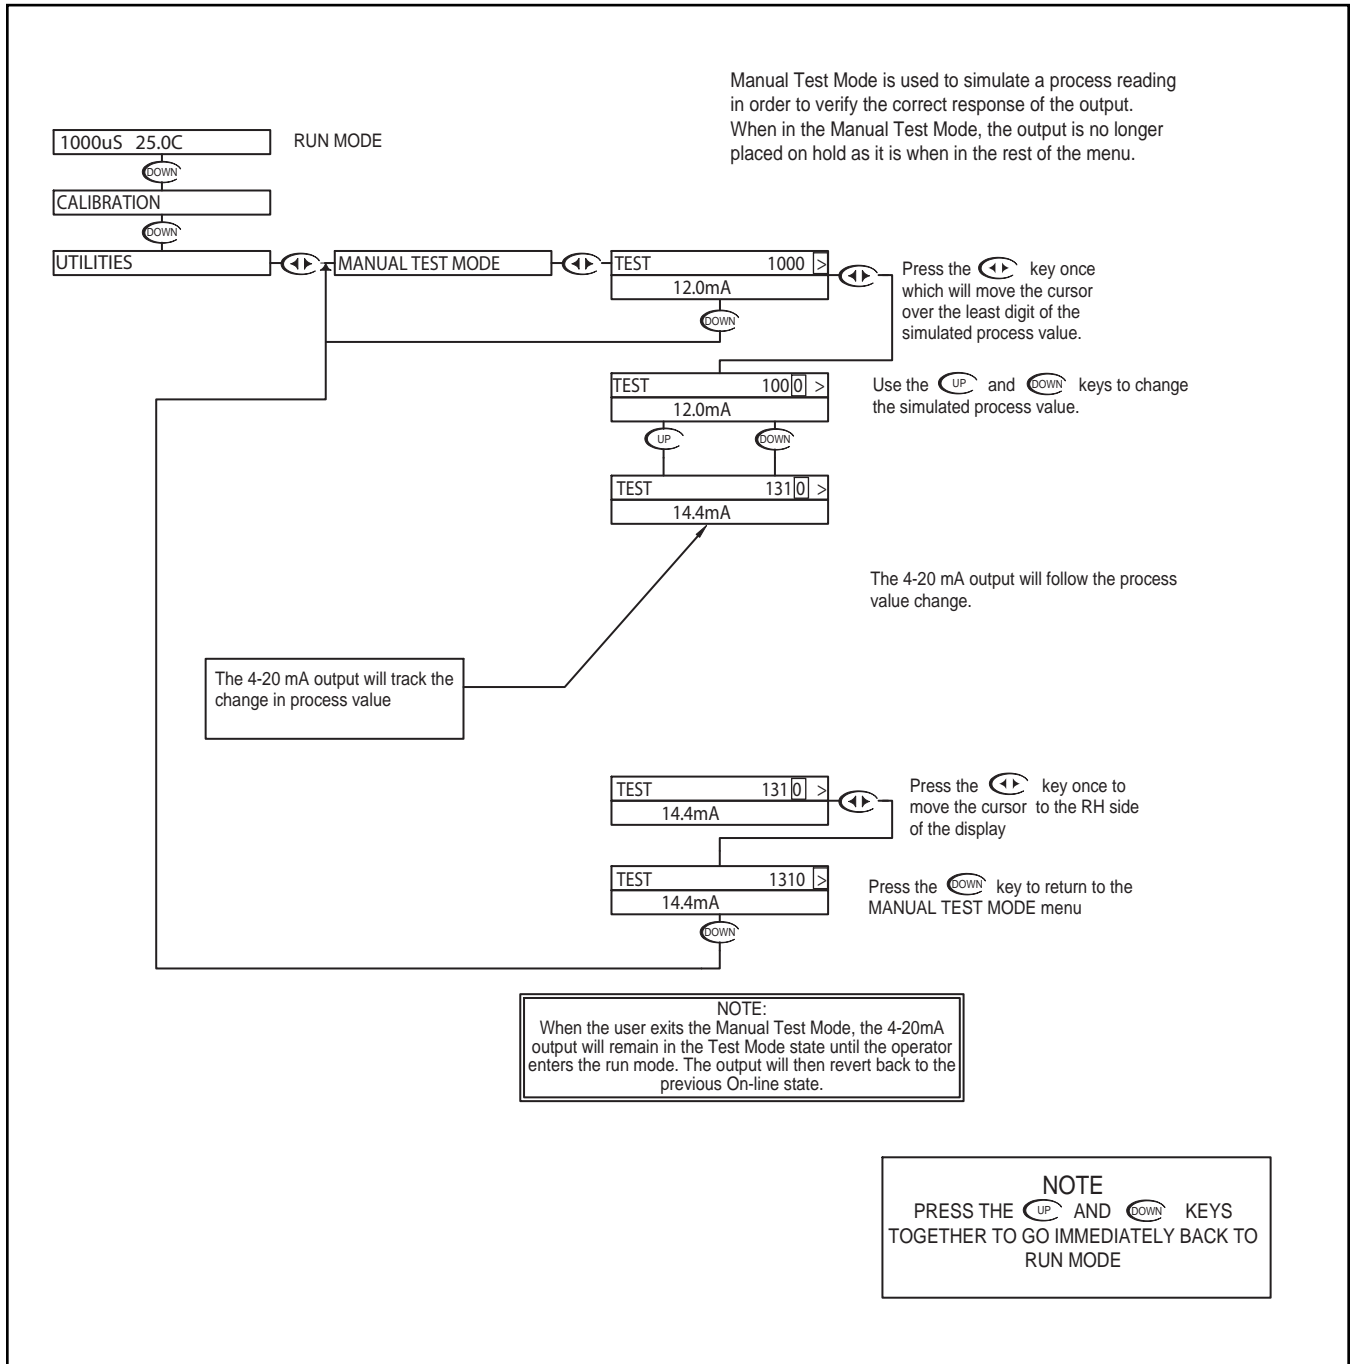 Manual Test Mode is used to simulate a process reading
in order to verify the correct response of the output.
When in the Manual Test Mode, the output is no longer
placed on hold as it is when in the rest of the menu.
1000uS 25.0C
RUN MODE
DOWN
CALIBRATION
DOWN
UTILITIES
MANUAL TEST MODE
TEST 1000 >
12.0mA
DOWN
Press the key once
which will move the cursor
over the least digit of the
simulated process value.
TEST 1000 >
12.0mA
UP DOWN
Use the UP and DOWN keys to change
the simulated process value.
TEST 1310 >
14.4mA
The 4-20 mA output will follow the process
value change.
The 4-20 mA output will track the
change in process value
TEST 1310 >
14.4mA
Press the key once to
move the cursor to the RH side
of the display
TEST 1310 >
14.4mA
DOWN
Press the DOWN key to return to the
MANUAL TEST MODE menu
NOTE:
When the user exits the Manual Test Mode, the 4-20mA
output will remain in the Test Mode state until the operator
enters the run mode. The output will then revert back to the
previous On-line state.
NOTE
PRESS THE UP AND DOWN KEYS
TOGETHER TO GO IMMEDIATELY BACK TO
RUN MODE